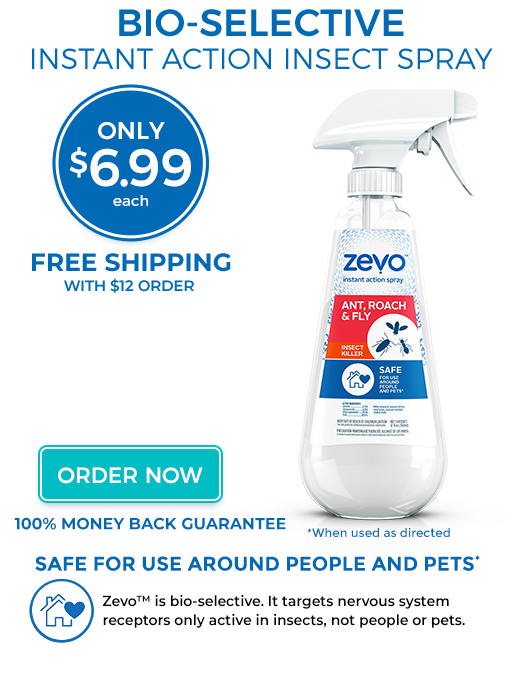 BIO-SELECTIVE
INSTANT ACTION INSECT SPRAY
ONLY
$6.99
each
FREE SHIPPING
WITH $12 ORDER
zevo™
instant action spray
ANT, ROACH
& FLY
INSECT
KILLER
SAFE
FOR USE
AROUND
PEOPLE
AND PETS*
ORDER NOW
100% MONEY BACK GUARANTEE
*When used as directed
SAFE FOR USE AROUND PEOPLE AND PETS*
Zevo™ is bio-selective. It targets nervous system
receptors only active in insects, not people or pets.